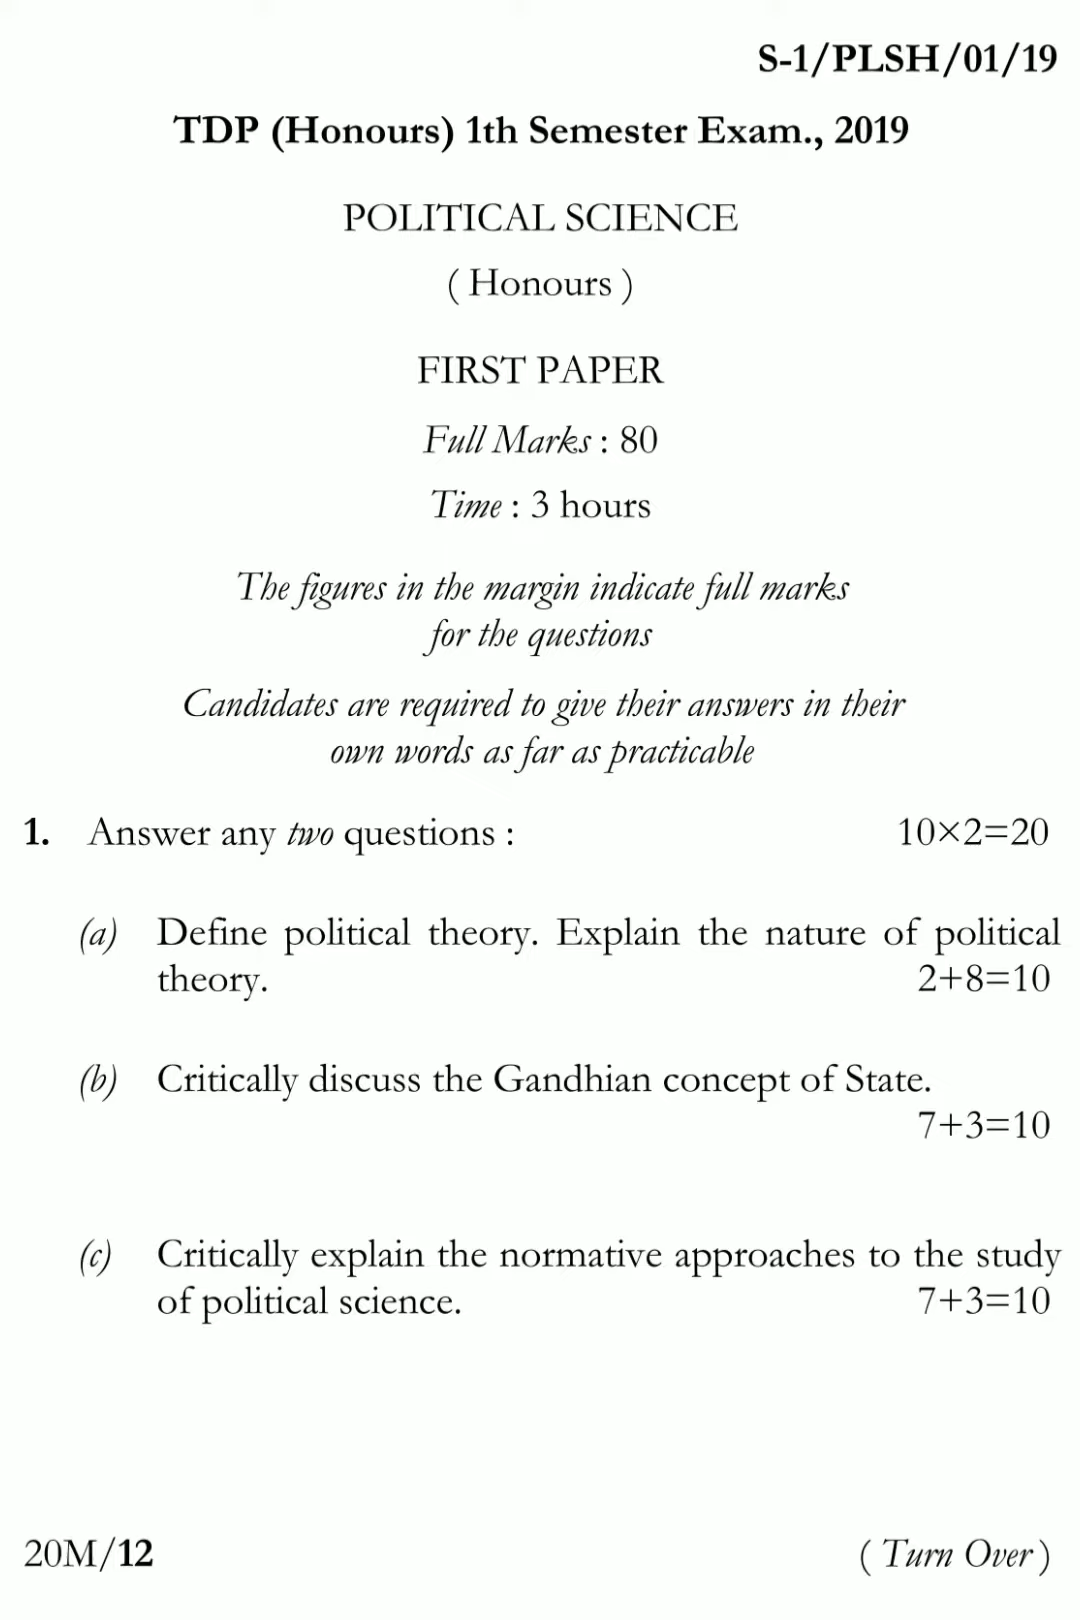 S-1/PLSH/01/19
TDP (Honours) 1th Semester Exam., 2019
POLITICAL SCIENCE
( Honours )
FIRST PAPER
Full Marks : 80
Time : 3 hours
The figures in the margin indicate full marks
for the questions
Candidates are required to give their answers in their
own words as far as practicable
1. Answer any two questions : 10×2=20
(a) Define political theory. Explain the nature of political
theory. 2+8=10
(b) Critically discuss the Gandhian concept of State.
7+3=10
(c) Critically explain the normative approaches to the study
of political science. 7+3=10
20M/12 ( Turn Over )